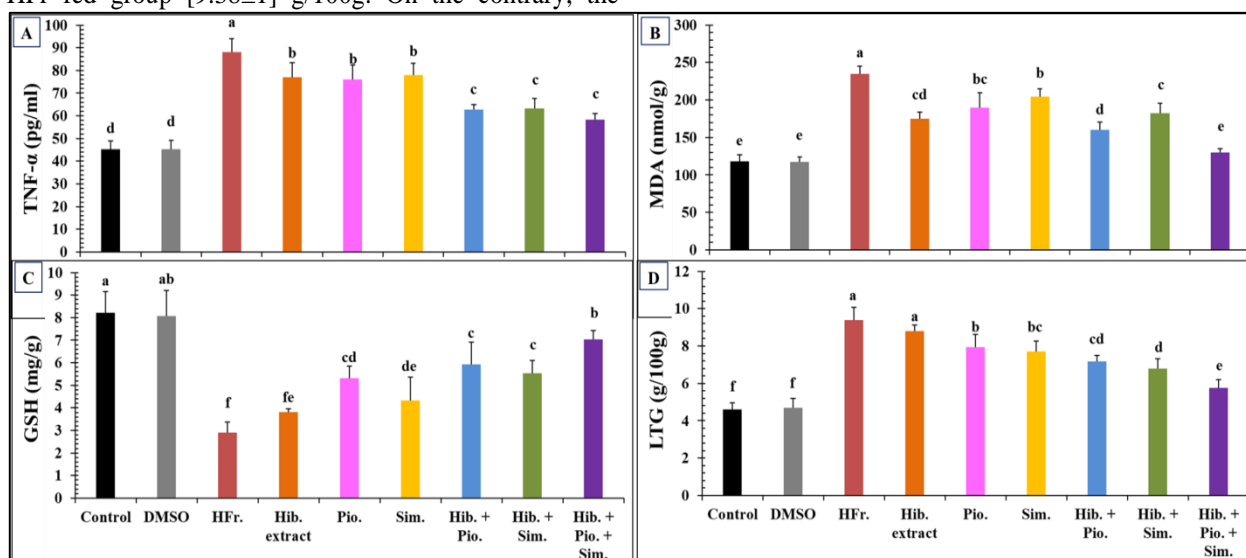 HFr fed group [9.38±1] g/100g. On the contrary, the
A
TNF-α (pg/ml)
100
90
80
70
60
50
40
30
20
10
0
d
d
a
b
b
b
c
c
c
B
MDA (nmol/g)
300
250
200
150
100
50
0
e
e
a
cd
bc
b
d
c
e
C
GSH (mg/g)
10
9
8
7
6
5
4
3
2
1
0
a
ab
f
fe
cd
de
c
c
b
Control
DMSO
HFr.
Hib.
extract
Pio.
Sim.
Hib. +
Pio.
Hib. +
Sim.
Hib. +
Pio. +
Sim.
D
LTG (g/100g)
12
10
8
6
4
2
0
f
f
a
a
b
bc
cd
d
e
Control
DMSO
HFr.
Hib.
extract
Pio.
Sim.
Hib. +
Pio.
Hib. +
Sim.
Hib. +
Pio. +
Sim.